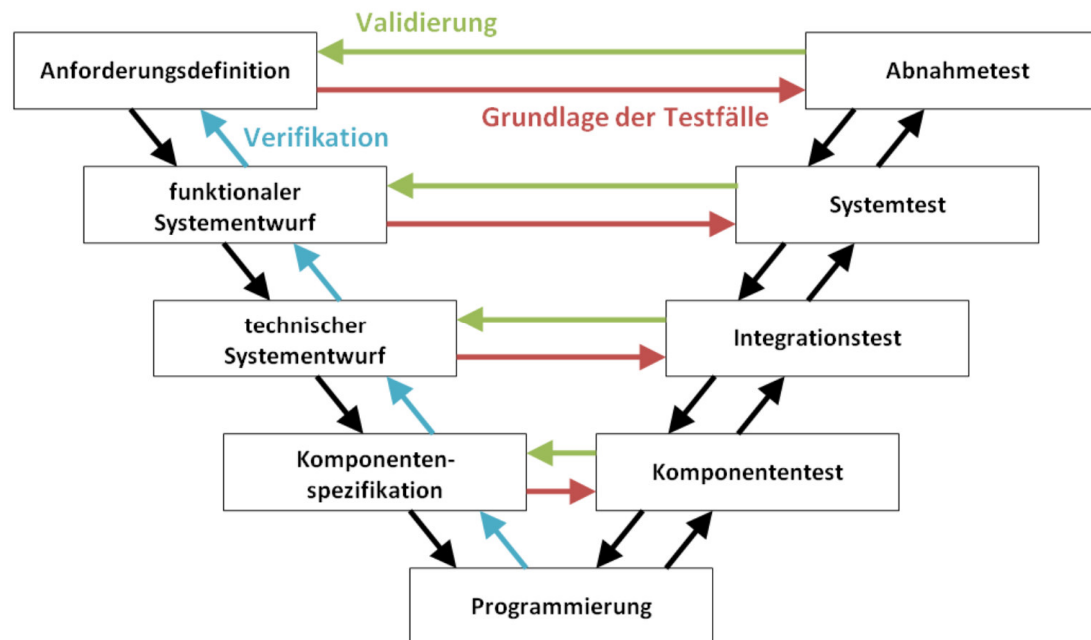 Validierung
Anforderungsdefinition
Abnahmetest
Grundlage der Testfälle
Verifikation
funktionaler
Systementwurf
Systemtest
technischer
Systementwurf
Integrationstest
Komponenten-
spezifikation
Komponententest
Programmierung